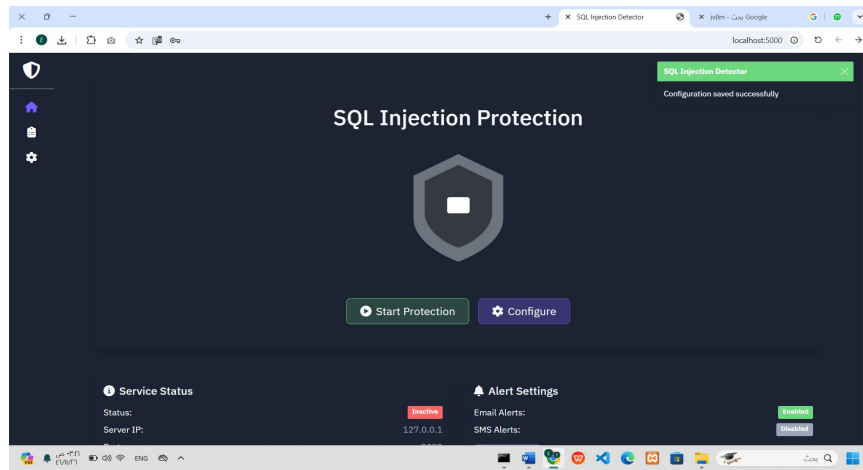 SQL Injection Detector
بحث - jv[lm Google
localhost:5000
SQL Injection Detector
Configuration saved successfully
SQL Injection Protection
Start Protection
Configure
Service Status
Status:
Inactive
Server IP:
127.0.0.1
Alert Settings
Email Alerts:
Enabled
SMS Alerts:
Disabled
ENG
بحث